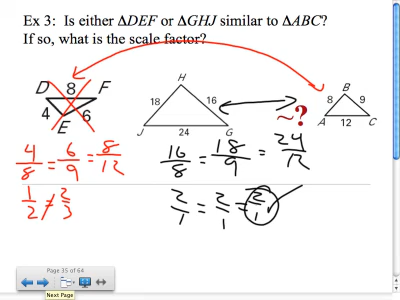 Ex 3: Is either ΔDEF or ΔGHJ similar to ΔABC?
If so, what is the scale factor?
D 8 F
4 6
E
H
18 16
J 24 G
~?
B
8 9
A 12 C
4/8 = 6/9 = 8/12
1/2 ≠ 2/3
16/8 = 18/9 = 24/12
2/1 = 2/1 = 2/1 ✓
Page 35 of 64
Next Page